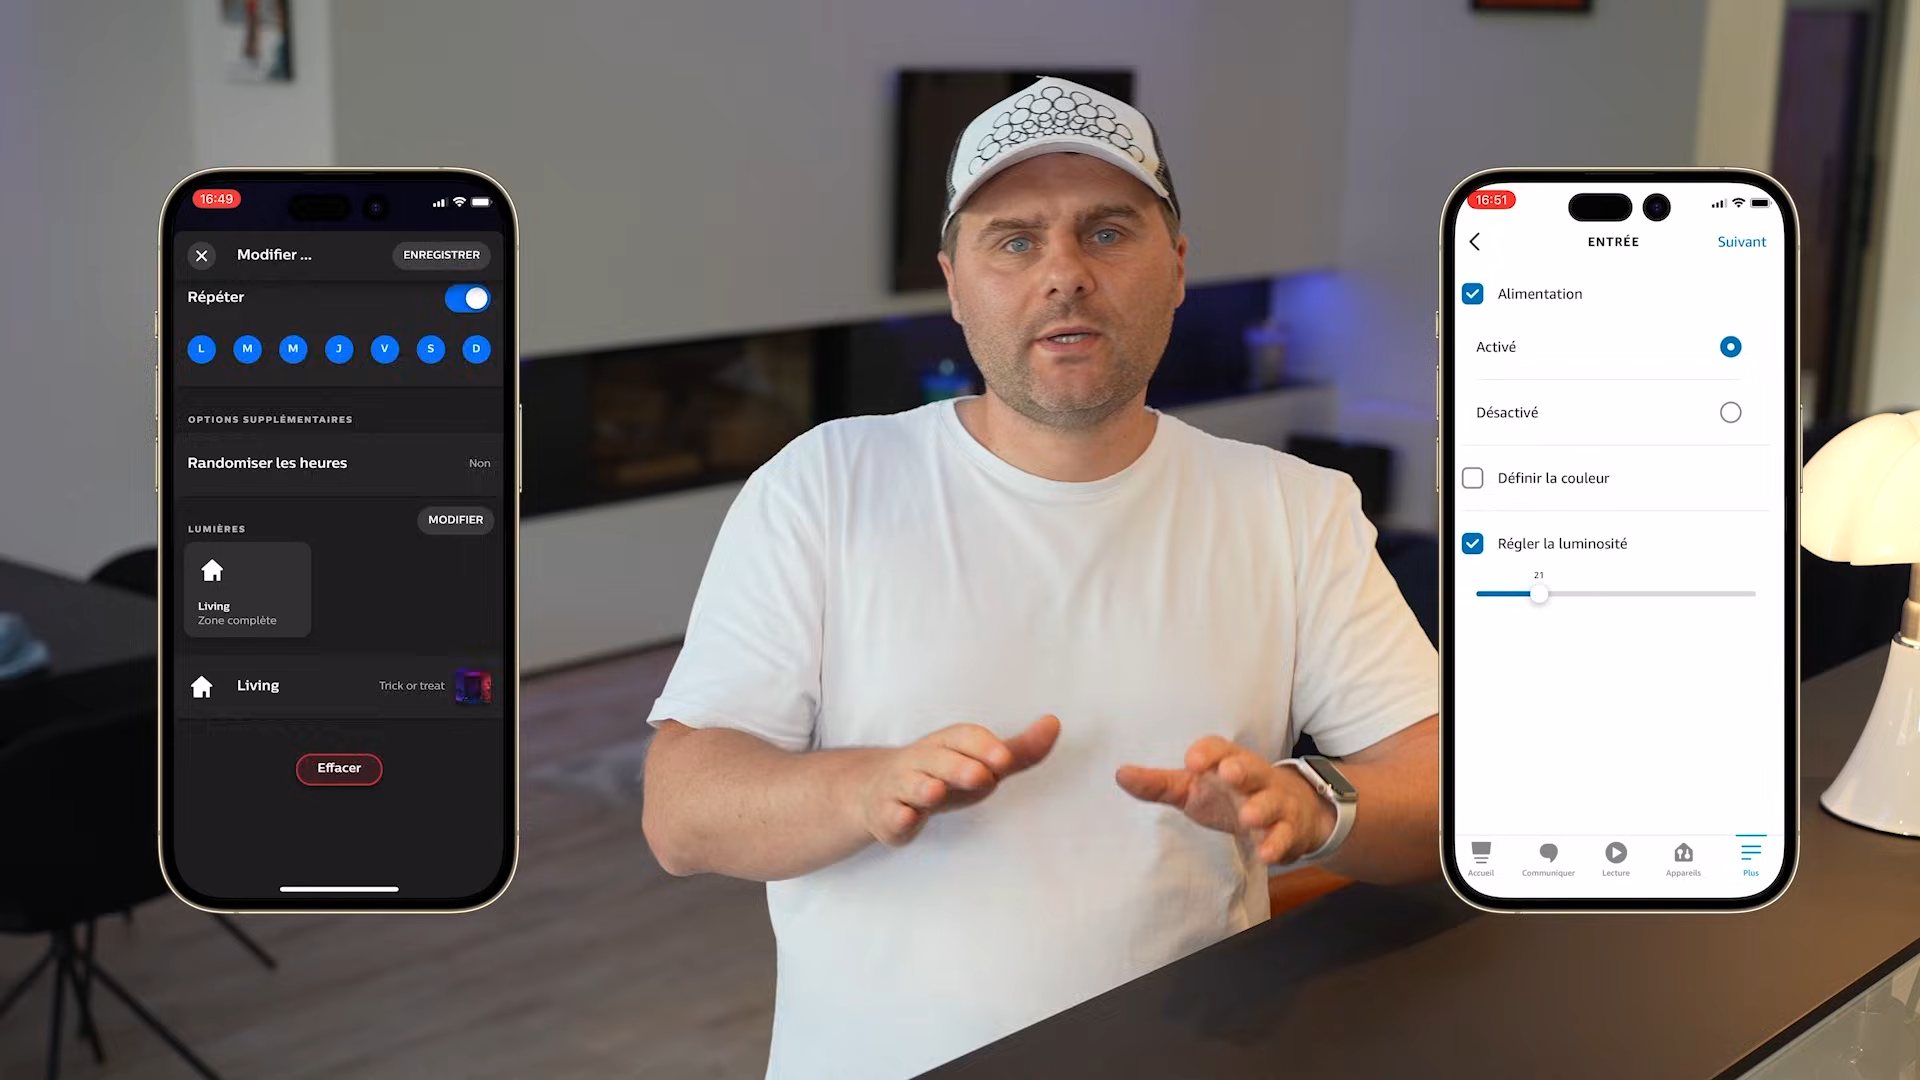 16:49
Modifier ...
ENREGISTRER
Répéter
L M M J V S D
OPTIONS SUPPLÉMENTAIRES
Randomiser les heures
Non
LUMIÈRES
MODIFIER
Living
Zone complète
Living
Trick or treat
Effacer
16:51
ENTRÉE
Suivant
Alimentation
Activé
Désactivé
Définir la couleur
Régler la luminosité
21
Accueil
Communiquer
Lecture
Appareils
Plus